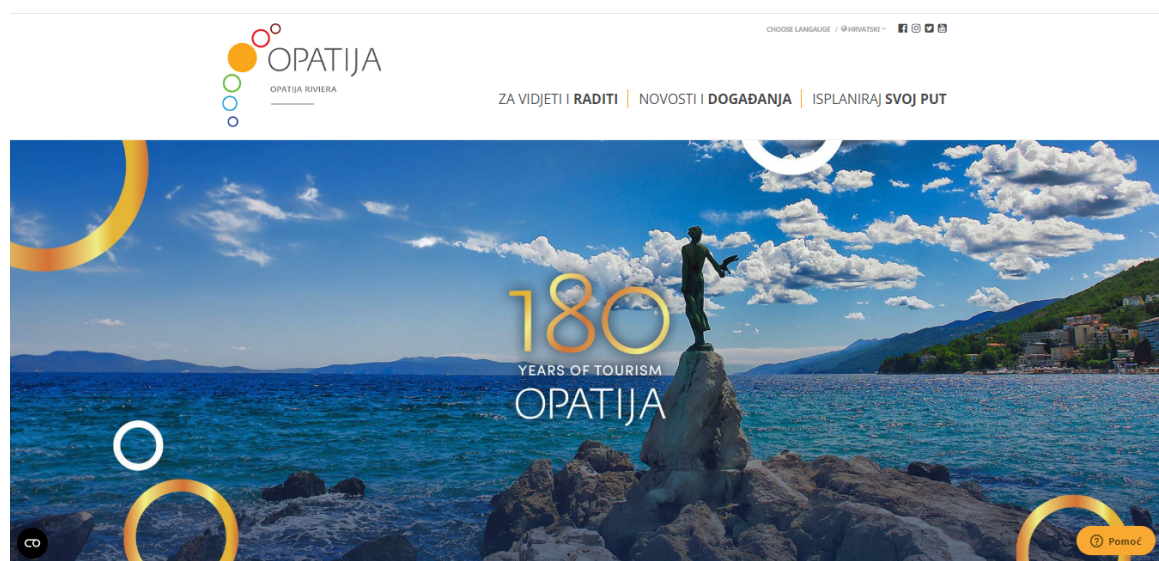 CHOOSE LANGAUGE / HRVATSKI
OPATIJA
OPATIJA RIVIERA
ZA VIDJETI I RADITI
NOVOSTI I DOGAĐANJA
ISPLANIRAJ SVOJ PUT
180
YEARS OF TOURISM
OPATIJA
Pomoć